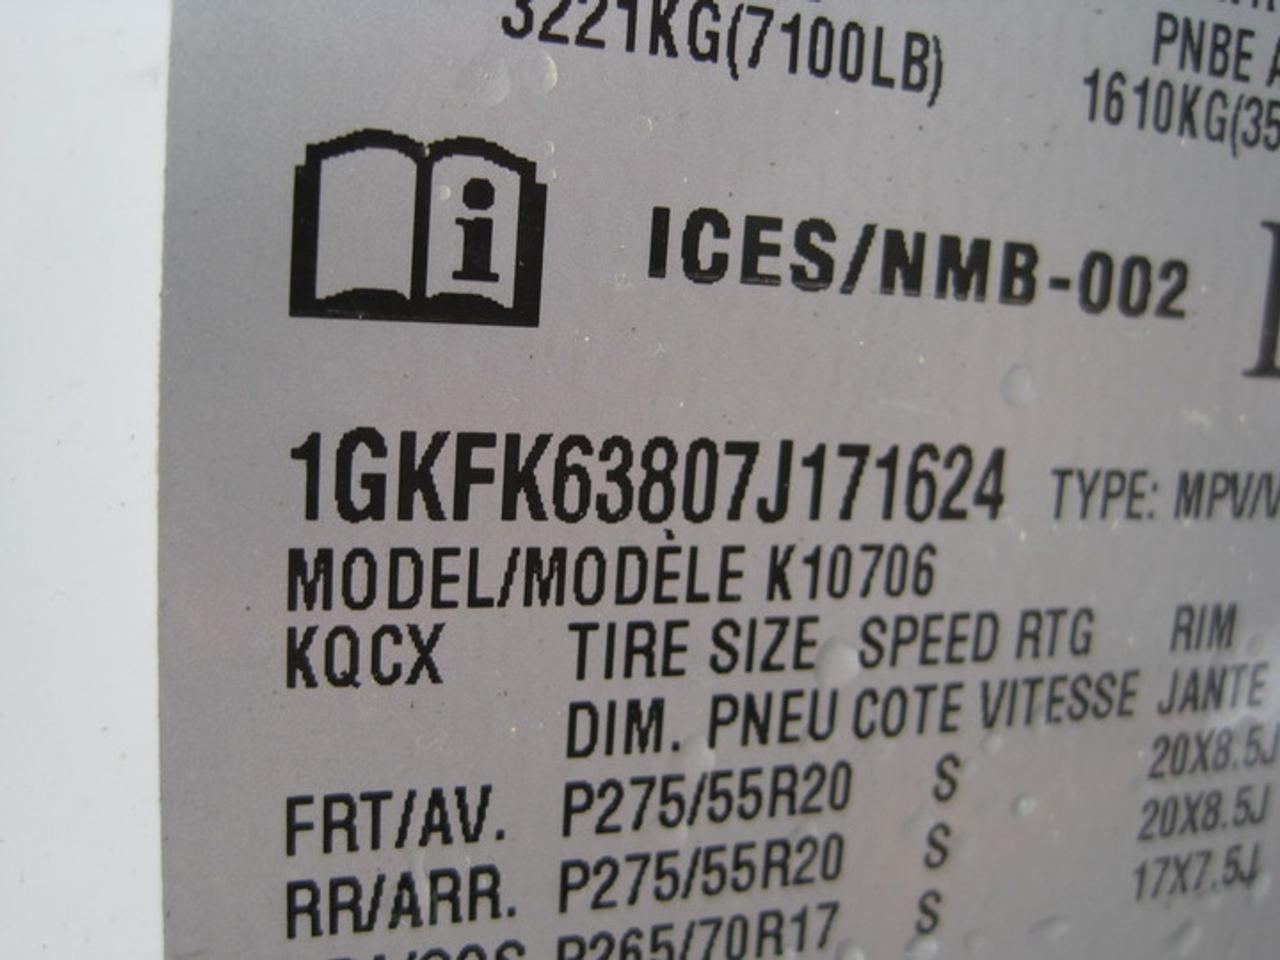 3221KG(7100LB)
PNBE
1610KG(35
ICES/NMB-002
1GKFK63807J171624 TYPE: MPV/V
MODEL/MODÈLE K10706
KQCX TIRE SIZE SPEED RTG RIM
DIM. PNEU COTE VITESSE JANTE
FRT/AV. P275/55R20 S 20X8.5J
RR/ARR. P275/55R20 S 20X8.5J
P265/70R17 S 17X7.5J